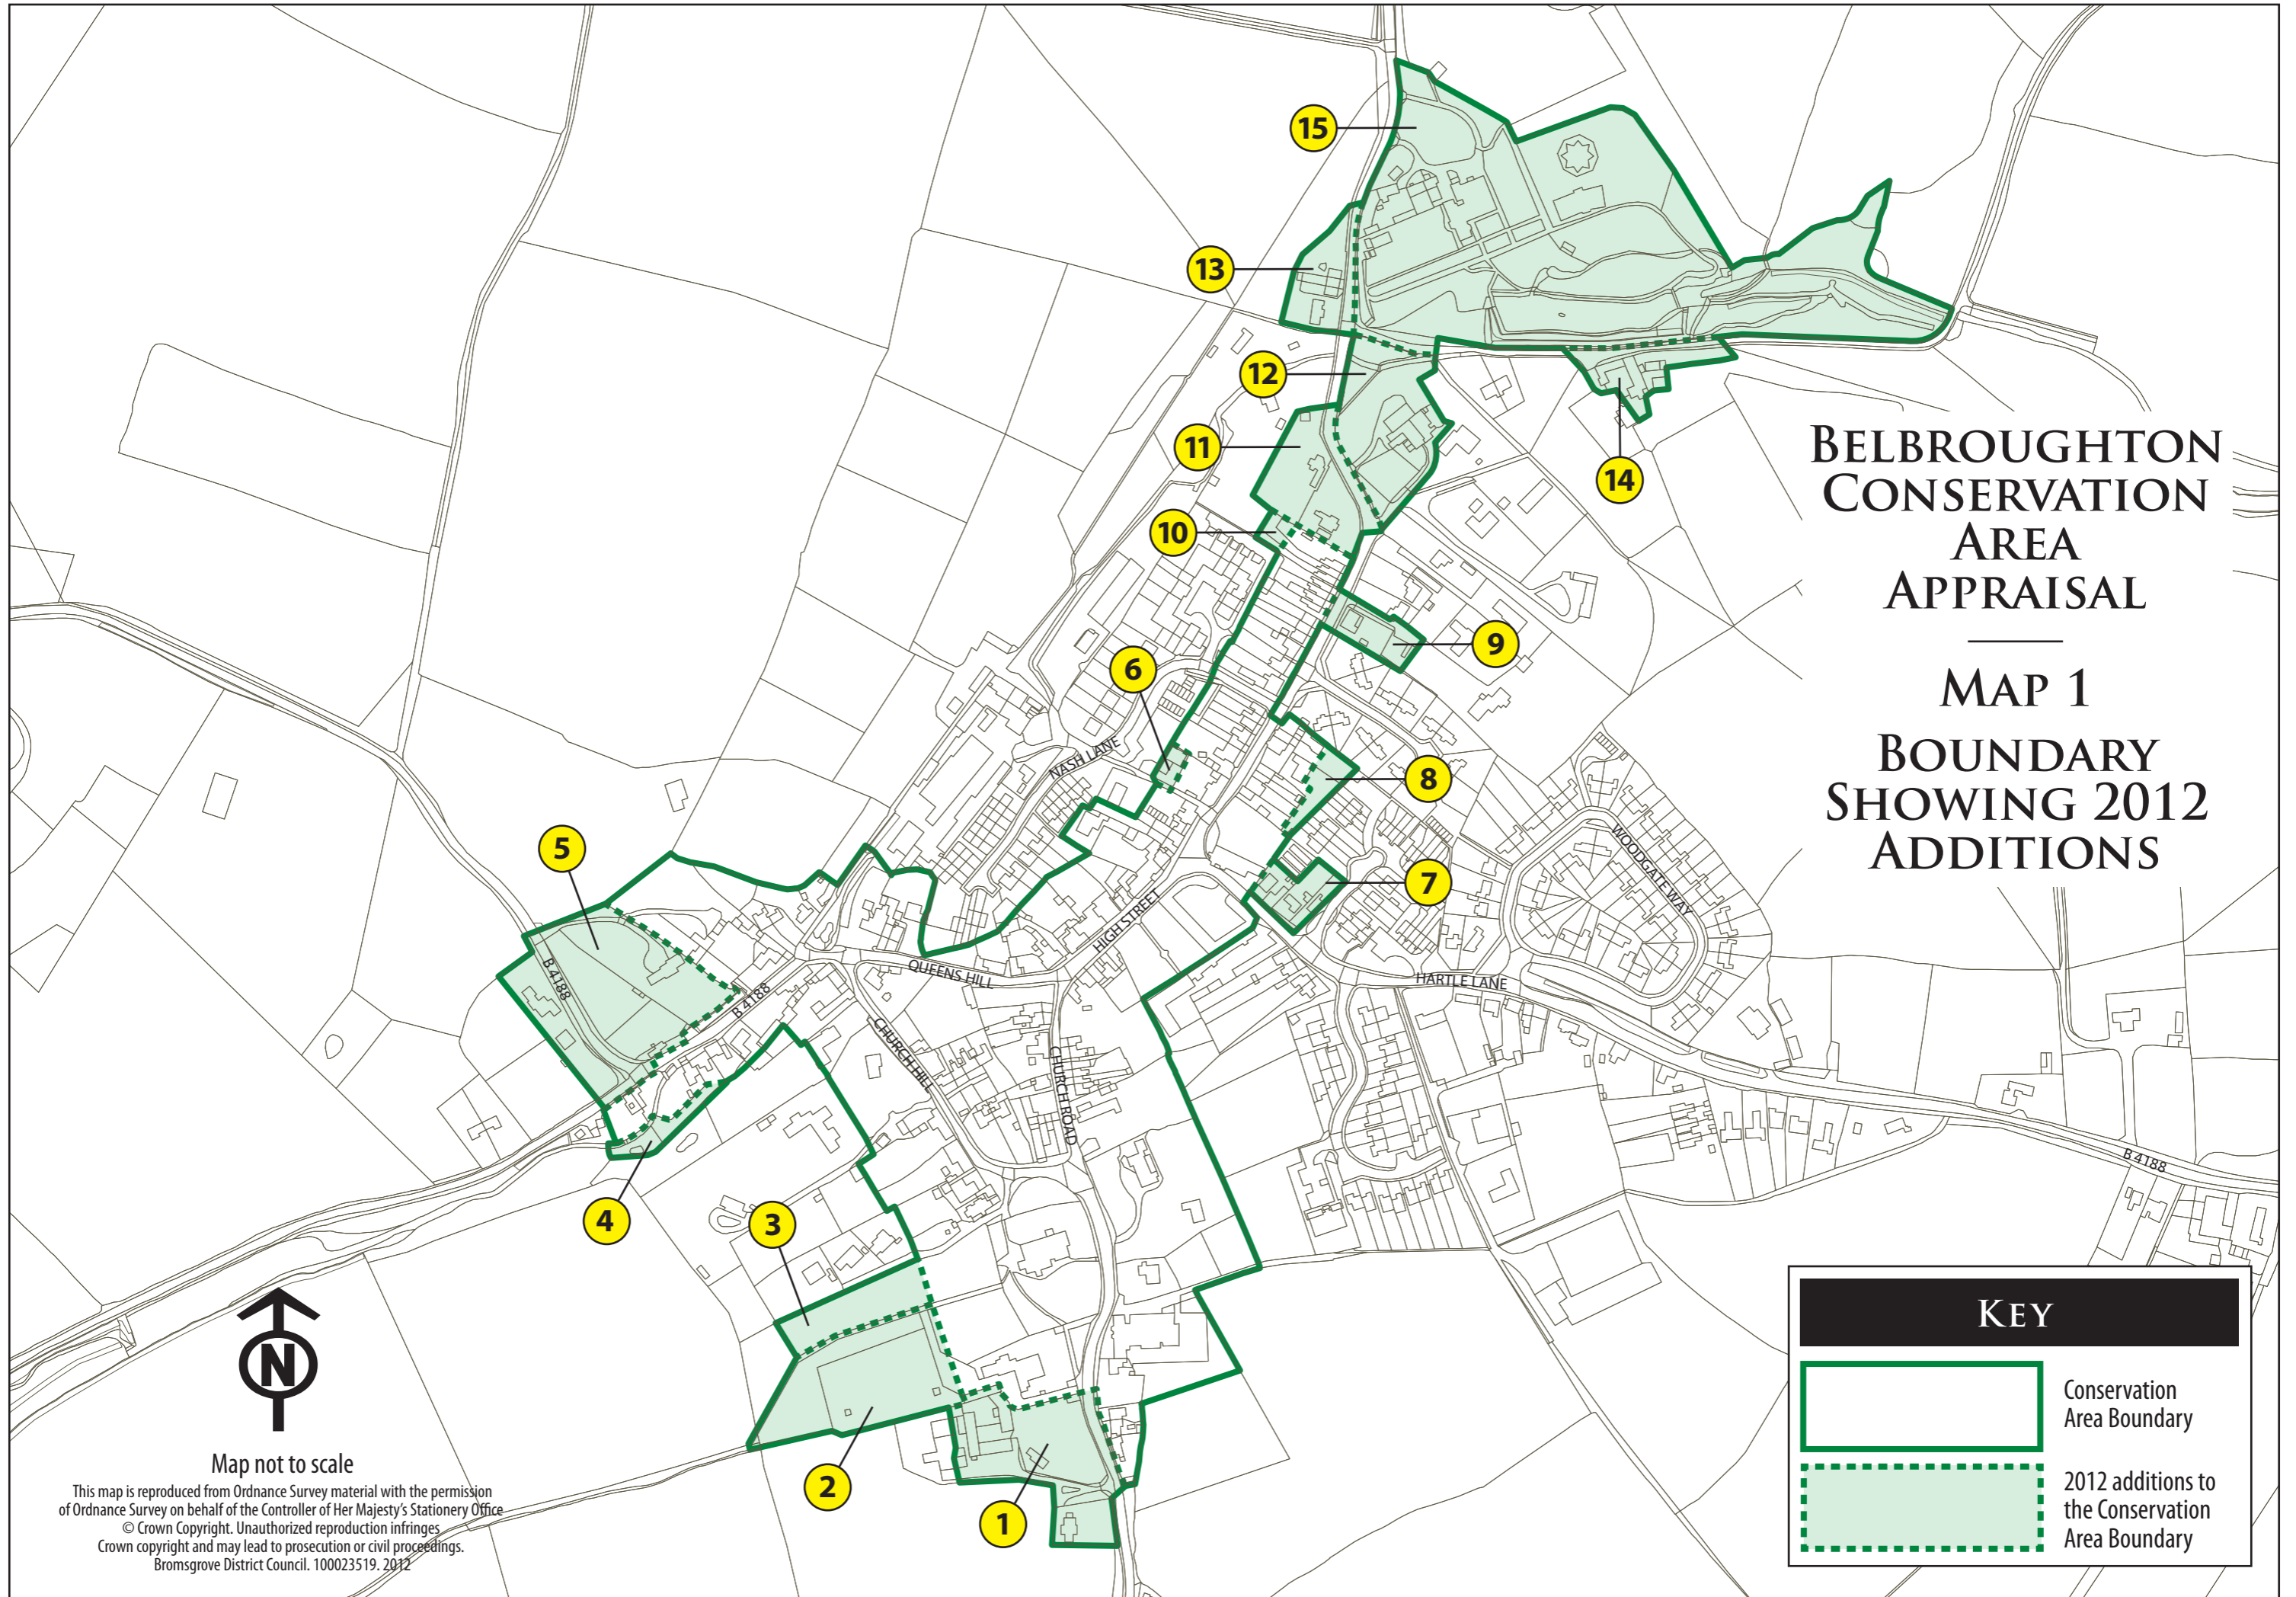 15
13
12
11
14
10
9
6
8
5
7
4
3
2
1
BELBROUGHTON
CONSERVATION
AREA
APPRAISAL
MAP 1
BOUNDARY
SHOWING 2012
ADDITIONS
NASH LANE
WOODGATE WAY
HIGH STREET
B 4188
QUEENS HILL
HARTLE LANE
B 4188
CHURCH HILL
CHURCH ROAD
B 4188
N
Map not to scale
This map is reproduced from Ordnance Survey material with the permission
of Ordnance Survey on behalf of the Controller of Her Majesty's Stationery Office
© Crown Copyright. Unauthorized reproduction infringes
Crown copyright and may lead to prosecution or civil proceedings.
Bromsgrove District Council. 100023519. 2012
KEY
Conservation
Area Boundary
2012 additions to
the Conservation
Area Boundary